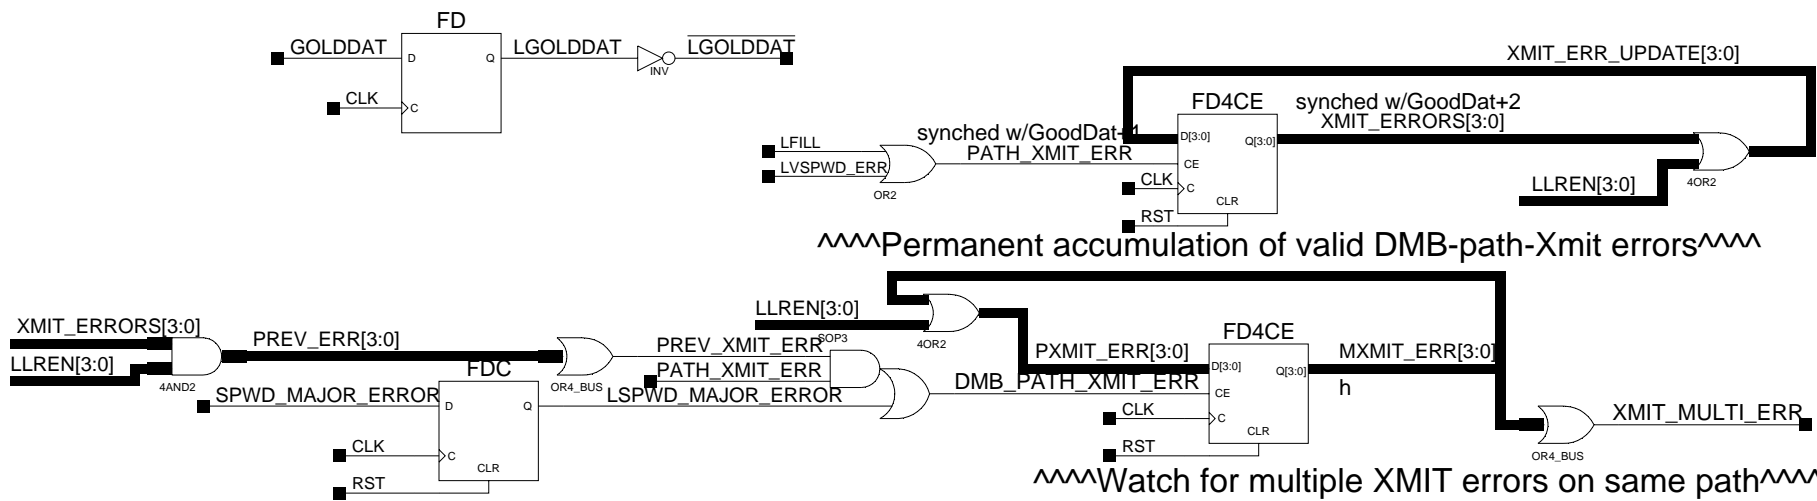 FD
GOLDDAT
D
Q
LGOLDDAT
INV
LGOLDDAT
CLK
C
XMIT_ERR_UPDATE[3:0]
FD4CE
synched w/GoodDat+2
XMIT_ERRORS[3:0]
synched w/GoodDat+1
LFILL
PATH_XMIT_ERR
LVSPWD_ERR
OR2
D[3:0]
Q[3:0]
CE
CLK
C
CLR
RST
LLREN[3:0]
4OR2
^^^^Permanent accumulation of valid DMB-path-Xmit errors^^^^
XMIT_ERRORS[3:0]
LLREN[3:0]
4AND2
PREV_ERR[3:0]
OR4_BUS
PREV_XMIT_ERR
SOP3
PATH_XMIT_ERR
LLREN[3:0]
4OR2
FDC
SPWD_MAJOR_ERROR
D
Q
LSPWD_MAJOR_ERROR
CLK
C
CLR
RST
DMB_PATH_XMIT_ERR
PXMIT_ERR[3:0]
FD4CE
D[3:0]
Q[3:0]
CE
CLK
C
CLR
RST
MXMIT_ERR[3:0]
h
OR4_BUS
XMIT_MULTI_ERR
^^^^Watch for multiple XMIT errors on same path^^^^